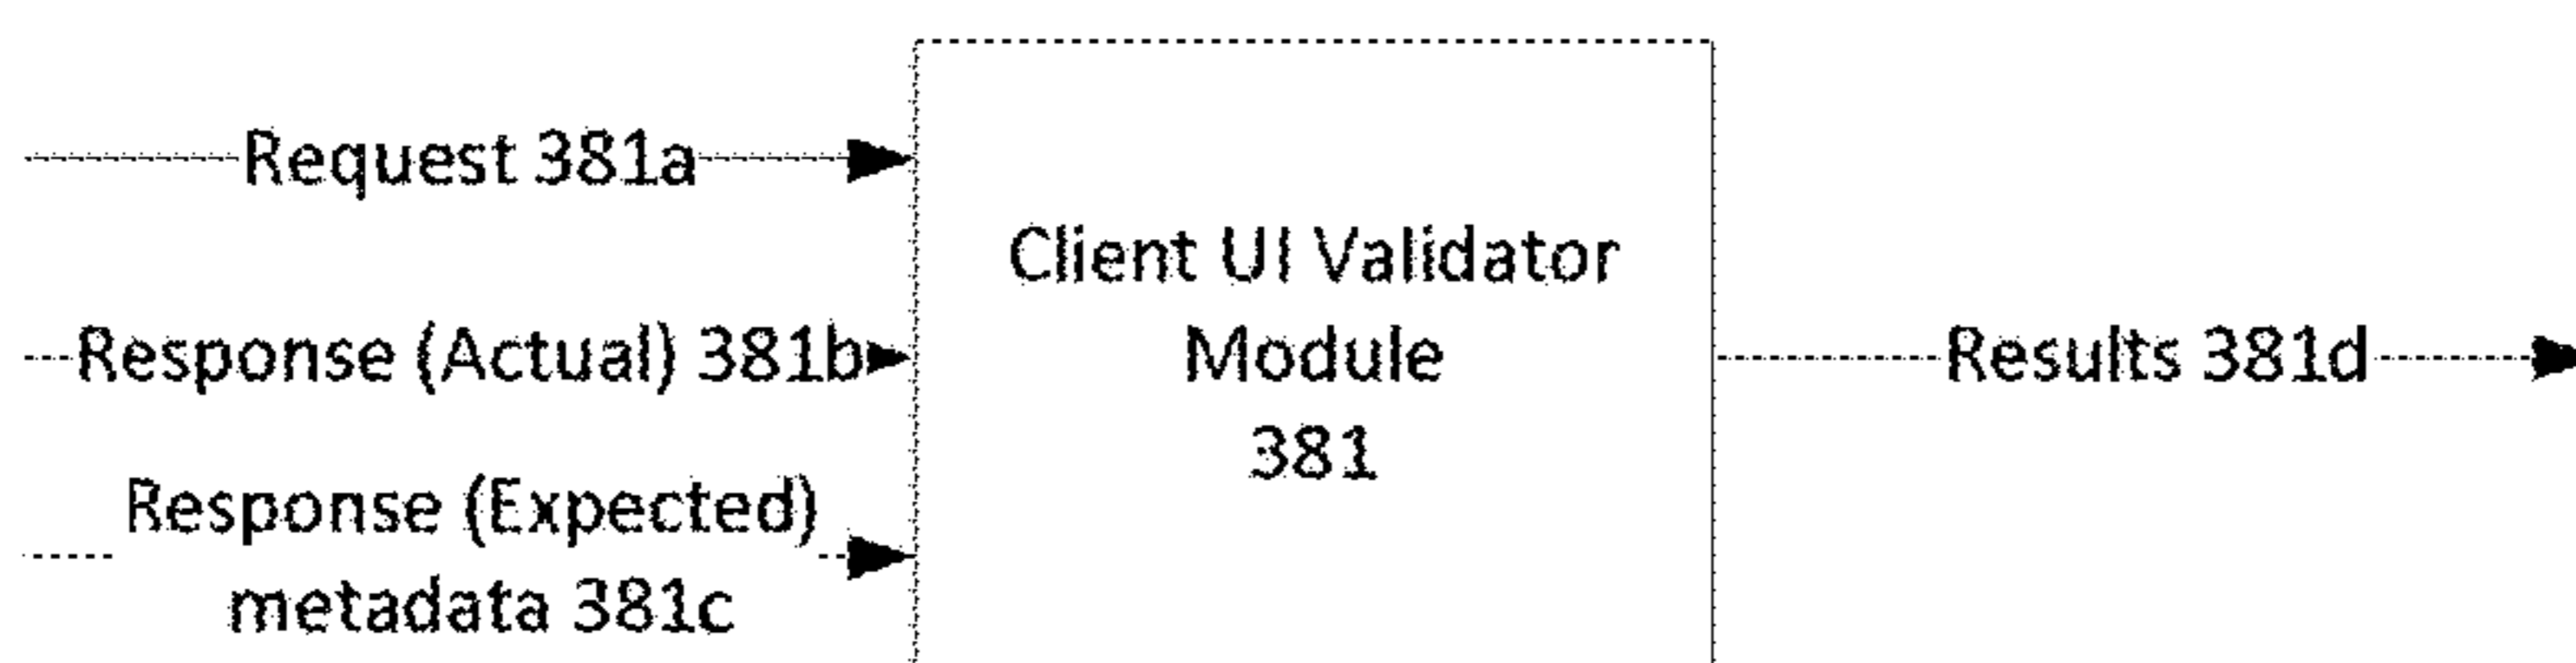 Request 381a
Response (Actual) 381b
Response (Expected)
metadata 381c
Client UI Validator
Module
381
Results 381d